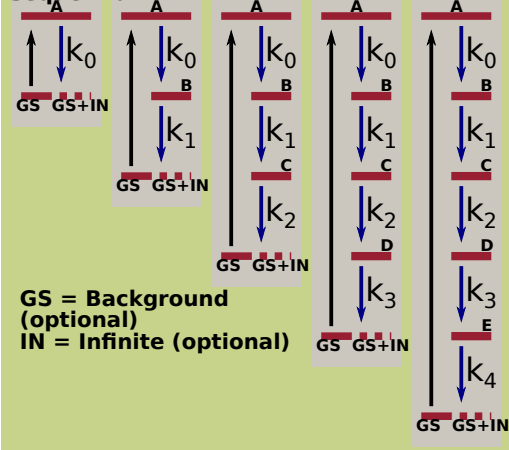 A A A A A
k0 k0 k0 k0 k0
GS GS+IN B B B B
k1 k1 k1 k1
GS GS+IN C C C
k2 k2 k2
GS GS+IN D D
GS = Background
(optional)
IN = Infinite (optional)
k3 k3
GS GS+IN E
k4
GS GS+IN